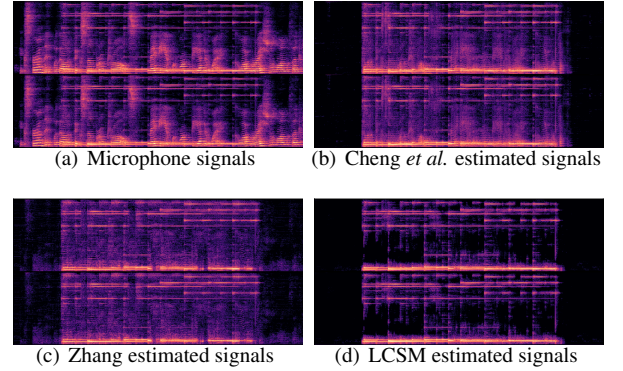 (a) Microphone signals
(b) Cheng et al. estimated signals
(c) Zhang estimated signals
(d) LCSM estimated signals